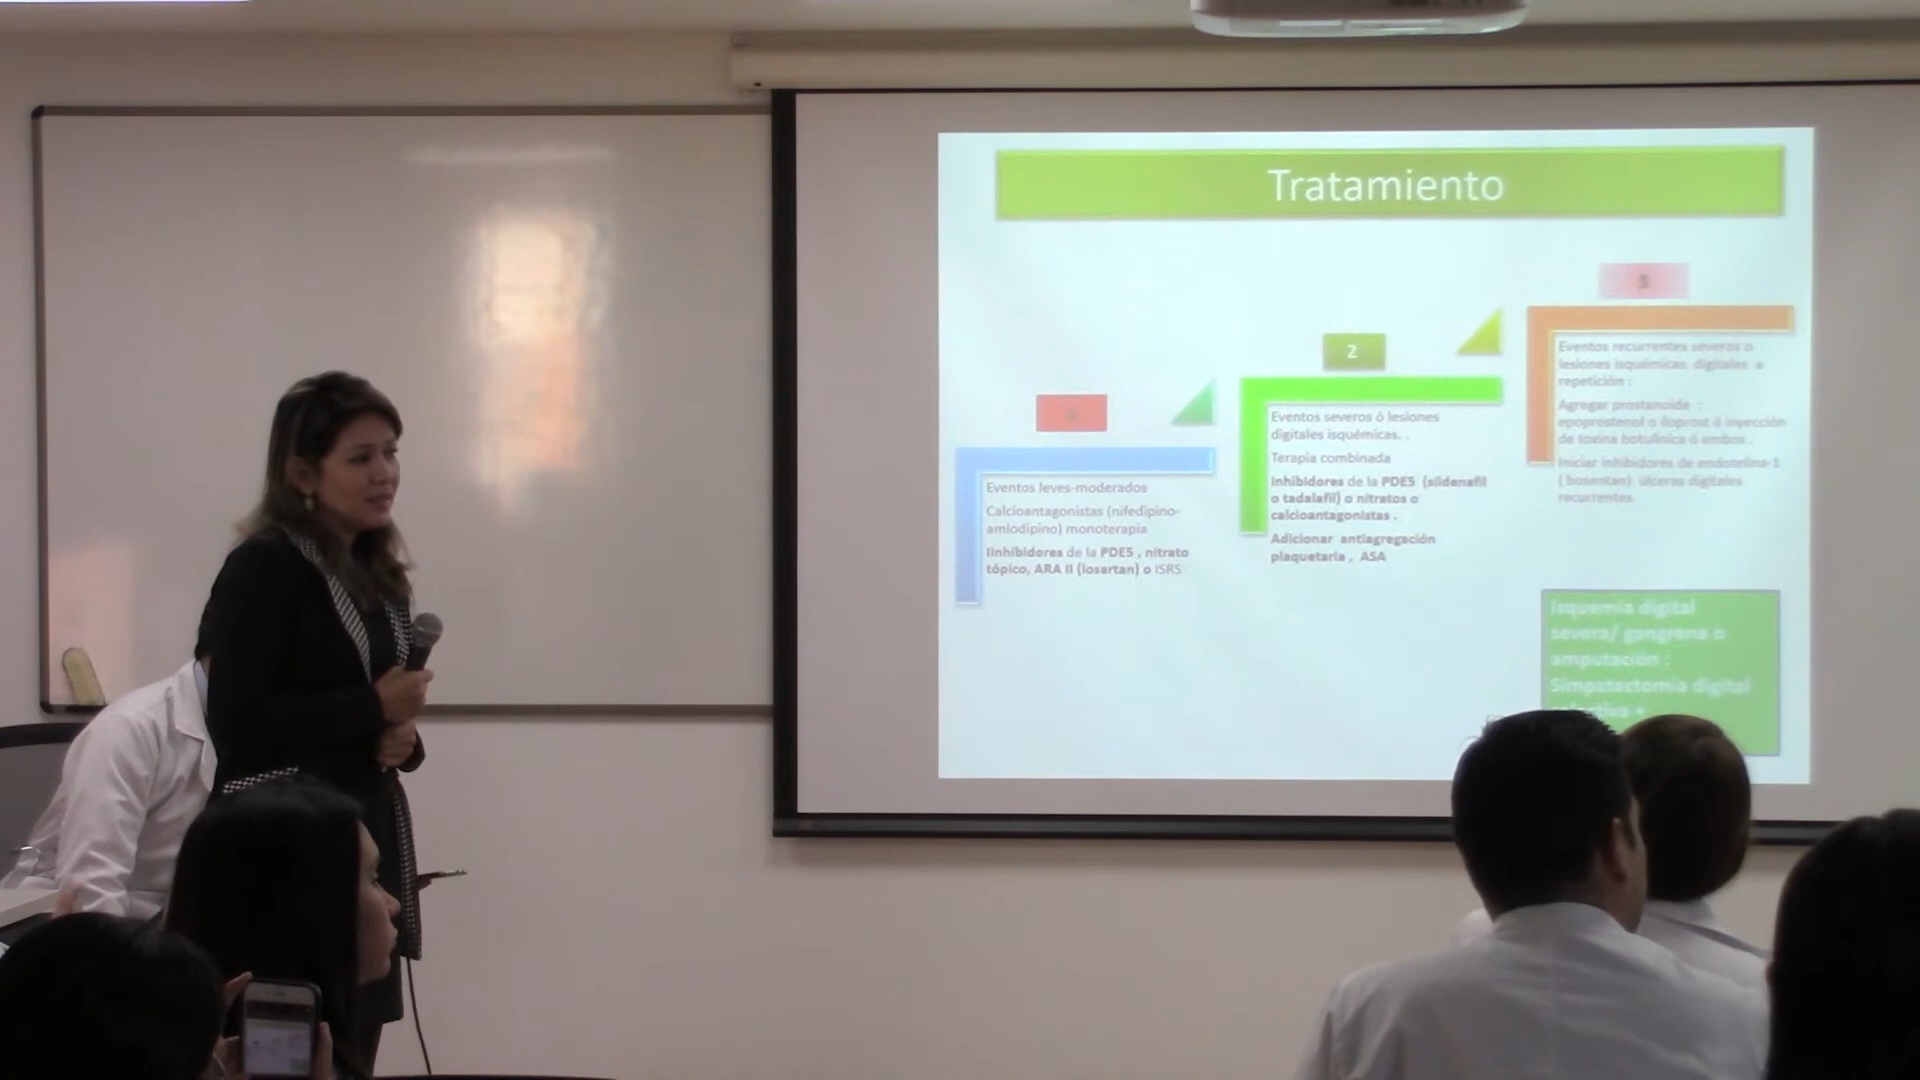 Tratamiento
Eventos leves-moderados
Calcioantagonistas (nifedipino-
amlodipino) monoterapia
Iinhibidores de la PDE5 , nitrato
tópico, ARA II (losartan) o ISRS
2
Eventos severos ó lesiones
digitales isquémicas. .
Terapia combinada
Inhibidores de la PDE5 (sildenafil
o tadalafil) o nitratos o
calcioantagonistas .
Adicionar antiagregación
plaquetaria , ASA
3
Eventos recurrentes severos o
lesiones isquémicas digitales a
repetición :
Agregar prostanoide :
epoprostenol o iloprost ó inyección
de toxina botulínica ó ambos .
Iniciar inhibidores de endotelina-1
( bosentan) úlceras digitales
recurrentes
Isquemia digital
severa/ gangrena o
amputación :
Simpatectomia digital
+